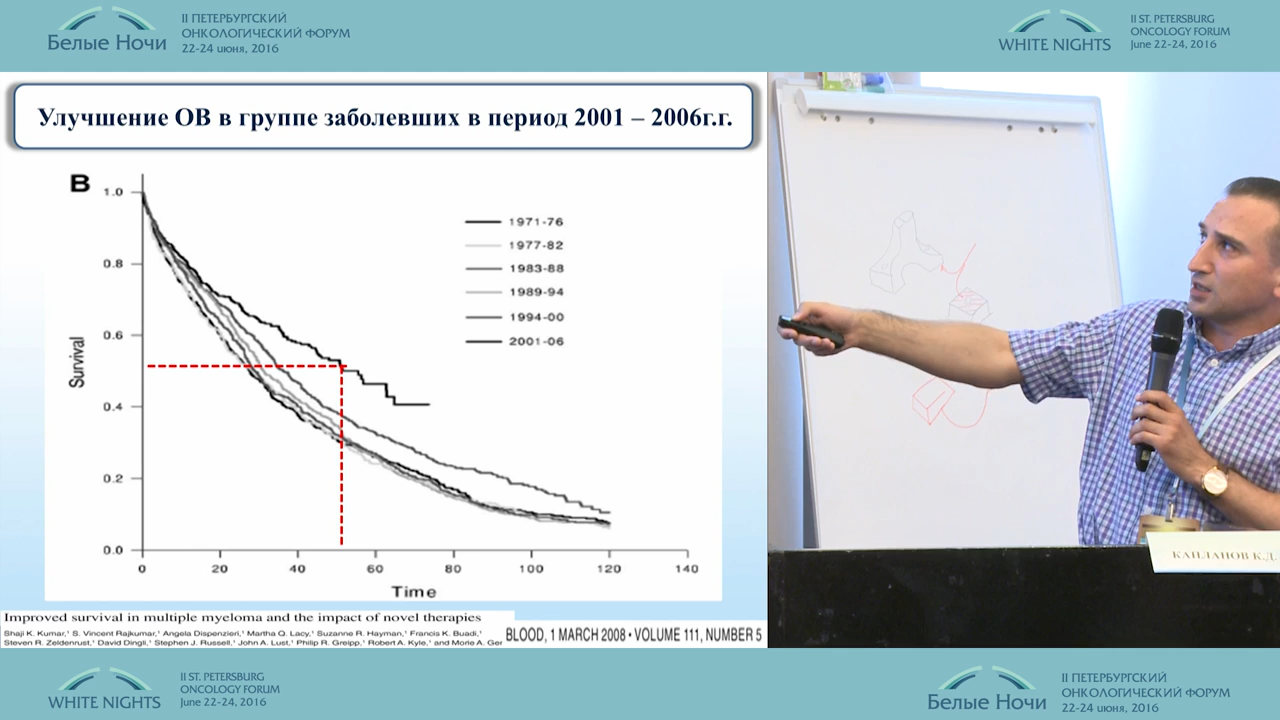 Белые Ночи
II ПЕТЕРБУРГСКИЙ
ОНКОЛОГИЧЕСКИЙ ФОРУМ
22-24 июня, 2016
WHITE NIGHTS
II ST. PETERSBURG
ONCOLOGY FORUM
June 22-24, 2016
Улучшение ОВ в группе заболевших в период 2001 – 2006г.г.
B
1.0
0.8
0.6
0.4
0.2
0.0
Survival
1971-76
1977-82
1983-88
1989-94
1994-00
2001-06
0 20 40 60 80 100 120 140
Time
Improved survival in multiple myeloma and the impact of novel therapies
Shaji K. Kumar,¹ S. Vincent Rajkumar,¹ Angela Dispenzieri,¹ Martha Q. Lacy,¹ Suzanne R. Hayman,¹ Francis K. Buadi,¹
Steven R. Zeldenrust,¹ David Dingli,¹ Stephen J. Russell,¹ John A. Lust,¹ Philip R. Greipp,¹ Robert A. Kyle,¹ and Morie A. Ger
BLOOD, 1 MARCH 2008 • VOLUME 111, NUMBER 5
КАПЛАНОВ К.Д.
WHITE NIGHTS
II ST. PETERSBURG
ONCOLOGY FORUM
June 22-24, 2016
Белые Ночи
II ПЕТЕРБУРГСКИЙ
ОНКОЛОГИЧЕСКИЙ ФОРУМ
22-24 июня, 2016